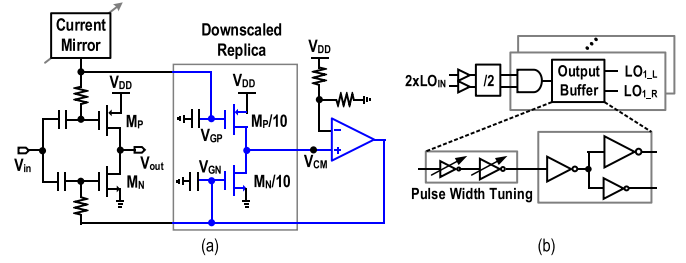 Current
Mirror
Downscaled
Replica
VDD
VDD
VDD
MP
MP/10
VGP
Vin
Vout
VCM
VGN
MN
MN/10
−
+
(a)
2xLOIN
/2
Output
Buffer
LO1_L
LO1_R
Pulse Width Tuning
(b)